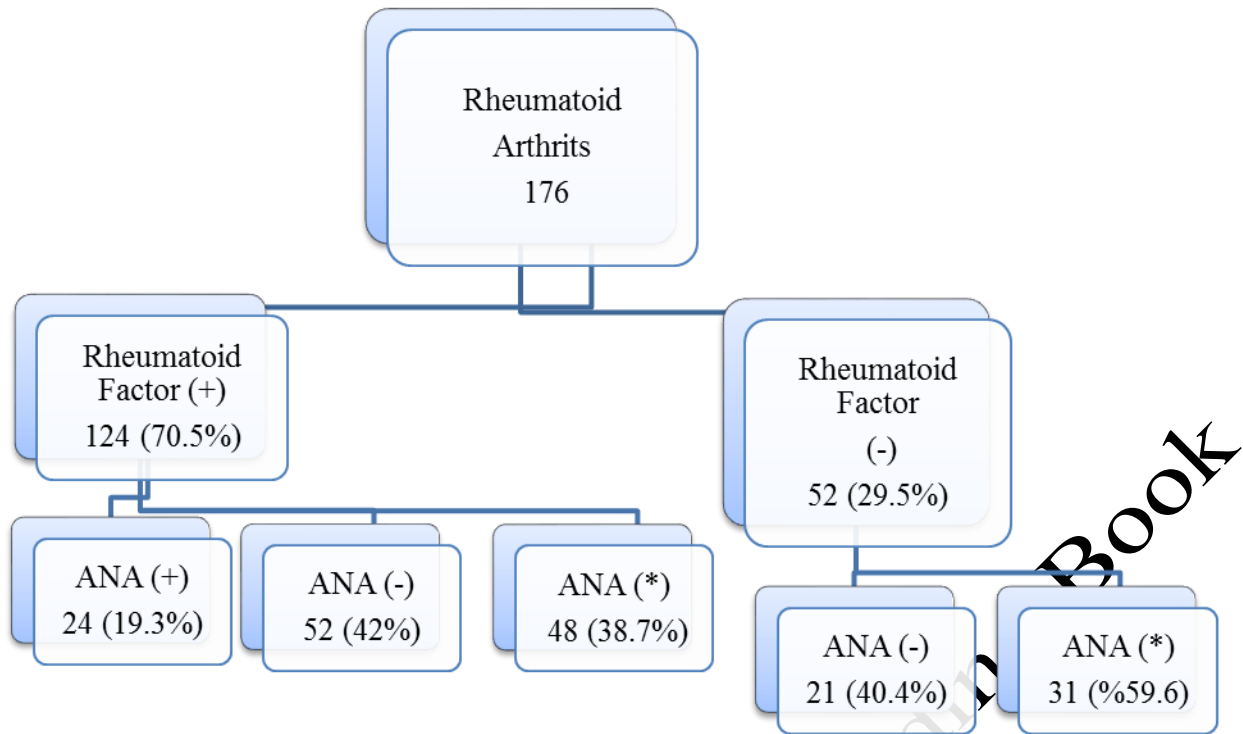 Rheumatoid
Arthrits
176
Rheumatoid
Factor (+)
124 (70.5%)
Rheumatoid
Factor
(-)
52 (29.5%)
ANA (+)
24 (19.3%)
ANA (-)
52 (42%)
ANA (*)
48 (38.7%)
ANA (-)
21 (40.4%)
ANA (*)
31 (%59.6)
Book